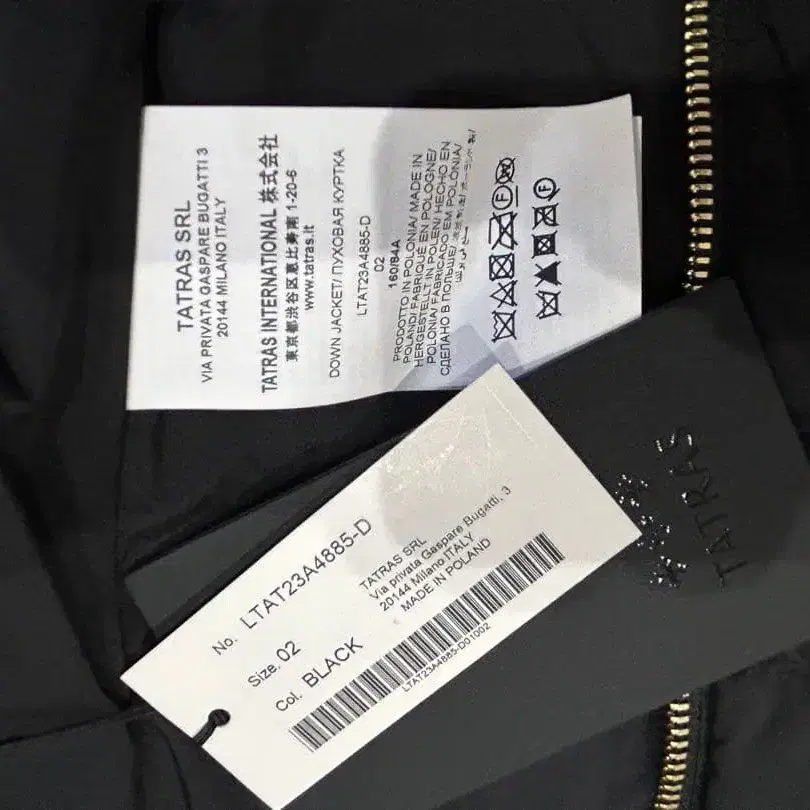 TATRAS SRL
VIA PRIVATA GASPARE BUGATTI 3
20144 MILANO ITALY
TATRAS INTERNATIONAL 株式会社
東京都渋谷区恵比寿南 1-20-6
www.tatras.it
DOWN JACKET/ ПУХОВАЯ КУРТКА
LTAT23A4885-D
02
160/84A
PRODOTTO IN POLONIA/ MADE IN
POLAND/ FABRIQUÉ EN POLOGNE/
HERGESTELLT IN POLEN/ HECHO EN
POLONIA/ FABRICADO EM POLONIA/
СДЕЛАНО В ПОЛЬШЕ/
No. LTAT23A4885-D
Size. 02
Col. BLACK
TATRAS SRL
Via privata Gaspare Bugatti, 3
20144 Milano ITALY
MADE IN POLAND
LTAT23A4885-D01002
TATRAS